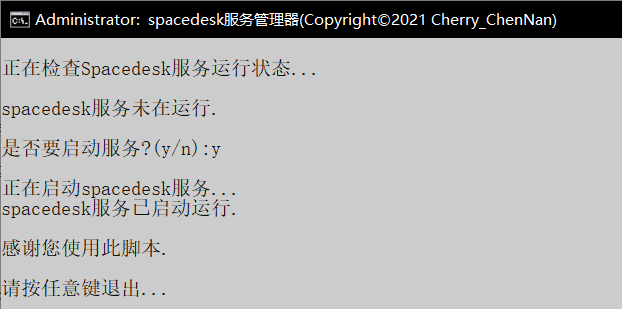 Administrator: spacedesk服务管理器(Copyright©2021 Cherry_ChenNan)
正在检查Spacedesk服务运行状态...
spacedesk服务未在运行.
是否要启动服务?(y/n):y
正在启动spacedesk服务...
spacedesk服务已启动运行.
感谢您使用此脚本.
请按任意键退出...